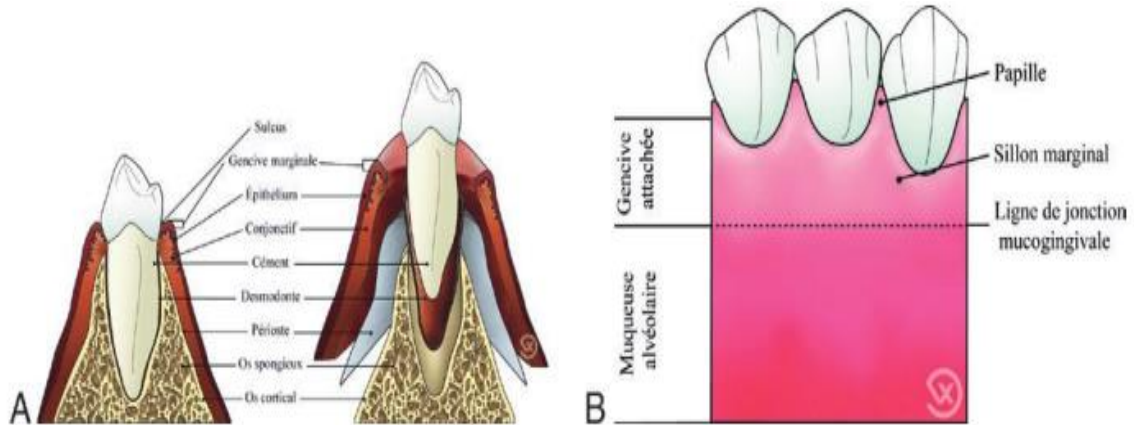 Sulcus
Gencive marginale
Épithélium
Conjonctif
Cément
Desmodonte
Périoste
Os spongieux
Os cortical
A
Gencive
attachée
Muqueuse
alvéolaire
Papille
Sillon marginal
Ligne de jonction
mucogingivale
B